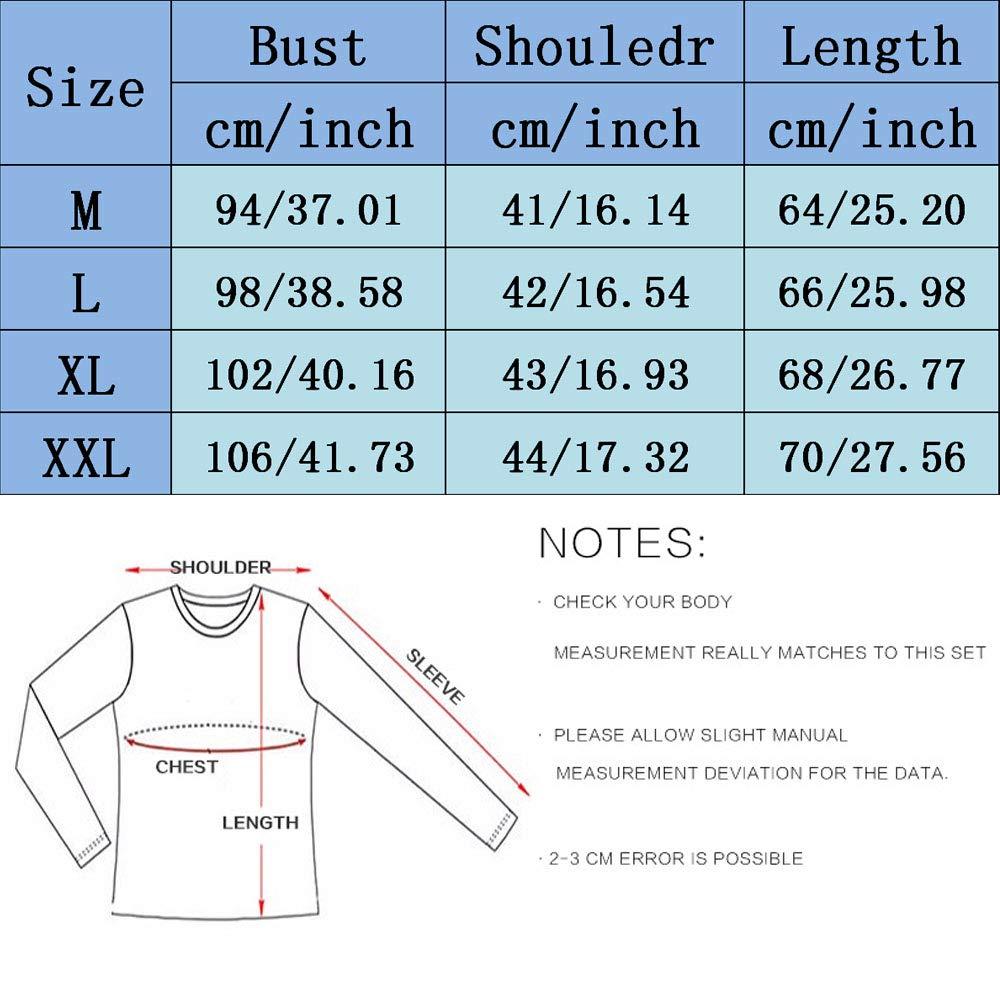 Size Bust Shouledr Length
cm/inch cm/inch cm/inch
M 94/37.01 41/16.14 64/25.20
L 98/38.58 42/16.54 66/25.98
XL 102/40.16 43/16.93 68/26.77
XXL 106/41.73 44/17.32 70/27.56
SHOULDER
SLEEVE
CHEST
LENGTH
NOTES:
· CHECK YOUR BODY
MEASUREMENT REALLY MATCHES TO THIS SET
· PLEASE ALLOW SLIGHT MANUAL
MEASUREMENT DEVIATION FOR THE DATA.
· 2-3 CM ERROR IS POSSIBLE